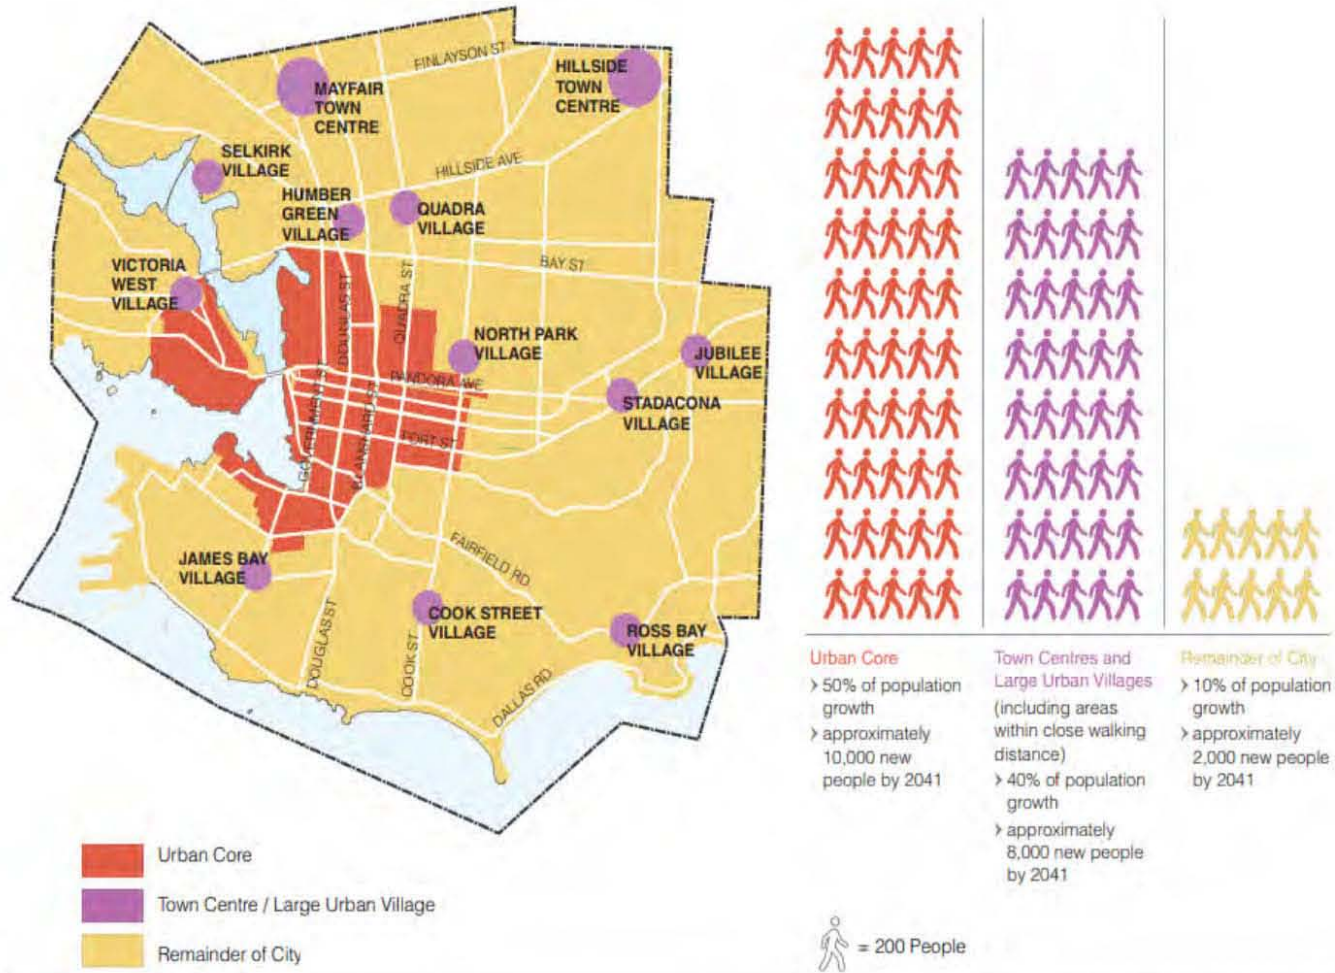 FINLAYSON ST
MAYFAIR
TOWN
CENTRE
HILLSIDE
TOWN
CENTRE
SELKIRK
VILLAGE
HILLSIDE AVE
HUMBER
GREEN
VILLAGE
QUADRA
VILLAGE
BAY ST
VICTORIA
WEST
VILLAGE
DOUGLAS ST
QUADRA ST
NORTH PARK
VILLAGE
JUBILEE
VILLAGE
PANDORA AVE
STADACONA
VILLAGE
GOVERNMENT ST
BLANSHARD ST
FORT ST
JAMES BAY
VILLAGE
FAIRFIELD RD
COOK STREET
VILLAGE
ROSS BAY
VILLAGE
DOUGLAS ST
COOK ST
DALLAS RD
Urban Core
Town Centre / Large Urban Village
Remainder of City
Urban Core
> 50% of population
growth
> approximately
10,000 new
people by 2041
Town Centres and
Large Urban Villages
(including areas
within close walking
distance)
> 40% of population
growth
> approximately
8,000 new people
by 2041
Remainder of City
> 10% of population
growth
> approximately
2,000 new people
by 2041
= 200 People